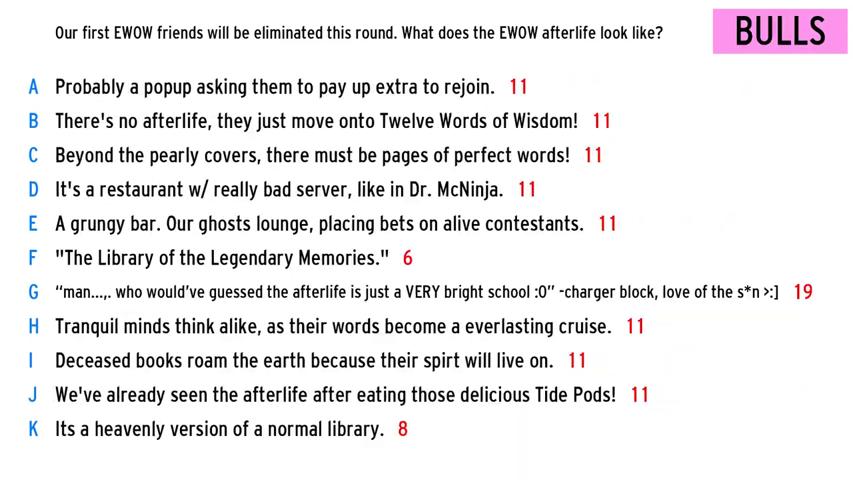 Our first EWOW friends will be eliminated this round. What does the EWOW afterlife look like?
BULLS
A Probably a popup asking them to pay up extra to rejoin. 11
B There's no afterlife, they just move onto Twelve Words of Wisdom! 11
C Beyond the pearly covers, there must be pages of perfect words! 11
D It's a restaurant w/ really bad server, like in Dr. McNinja. 11
E A grungy bar. Our ghosts lounge, placing bets on alive contestants. 11
F "The Library of the Legendary Memories." 6
G “man...,. who would’ve guessed the afterlife is just a VERY bright school :0” -charger block, love of the s*n >:] 19
H Tranquil minds think alike, as their words become a everlasting cruise. 11
I Deceased books roam the earth because their spirt will live on. 11
J We've already seen the afterlife after eating those delicious Tide Pods! 11
K Its a heavenly version of a normal library. 8